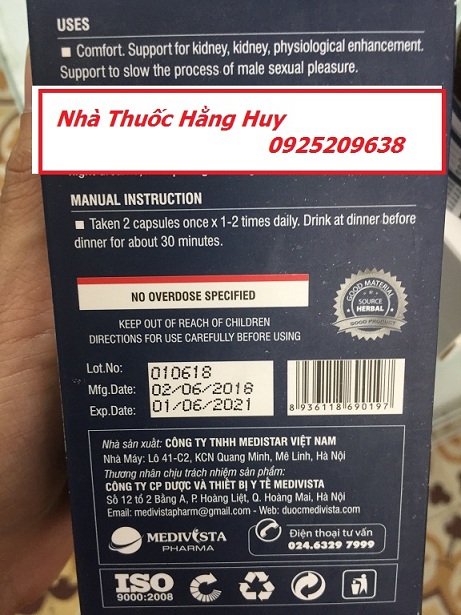 USES
■ Comfort. Support for kidney, kidney, physiological enhancement.
Support to slow the process of male sexual pleasure.
Nhà Thuốc Hằng Huy
0925209638
MANUAL INSTRUCTION
■ Taken 2 capsules once x 1-2 times daily. Drink at dinner before
dinner for about 30 minutes.
NO OVERDOSE SPECIFIED
GOOD MATERIAL
SOURCE
HERBAL
GOOD PRODUCT
KEEP OUT OF REACH OF CHILDREN
DIRECTIONS FOR USE CAREFULLY BEFORE USING
Lot.No: 010618
Mfg.Date: 02/06/2018
Exp.Date: 01/06/2021
8 936118 690197
Nhà sản xuất: CÔNG TY TNHH MEDISTAR VIỆT NAM
Nhà Máy: Lô 41-C2, KCN Quang Minh, Mê Linh, Hà Nội
Thương nhân chịu trách nhiệm sản phẩm:
CÔNG TY CP DƯỢC VÀ THIẾT BỊ Y TẾ MEDIVISTA
Số 12 tổ 2 Bằng A, P. Hoàng Liệt, Q. Hoàng Mai, Hà Nội
Email: medivistapharm@gmail.com - Web: duocmedivista.com
MEDIVISTA
PHARMA
Điện thoại tư vấn
024.6329 7999
ISO
9000:2008